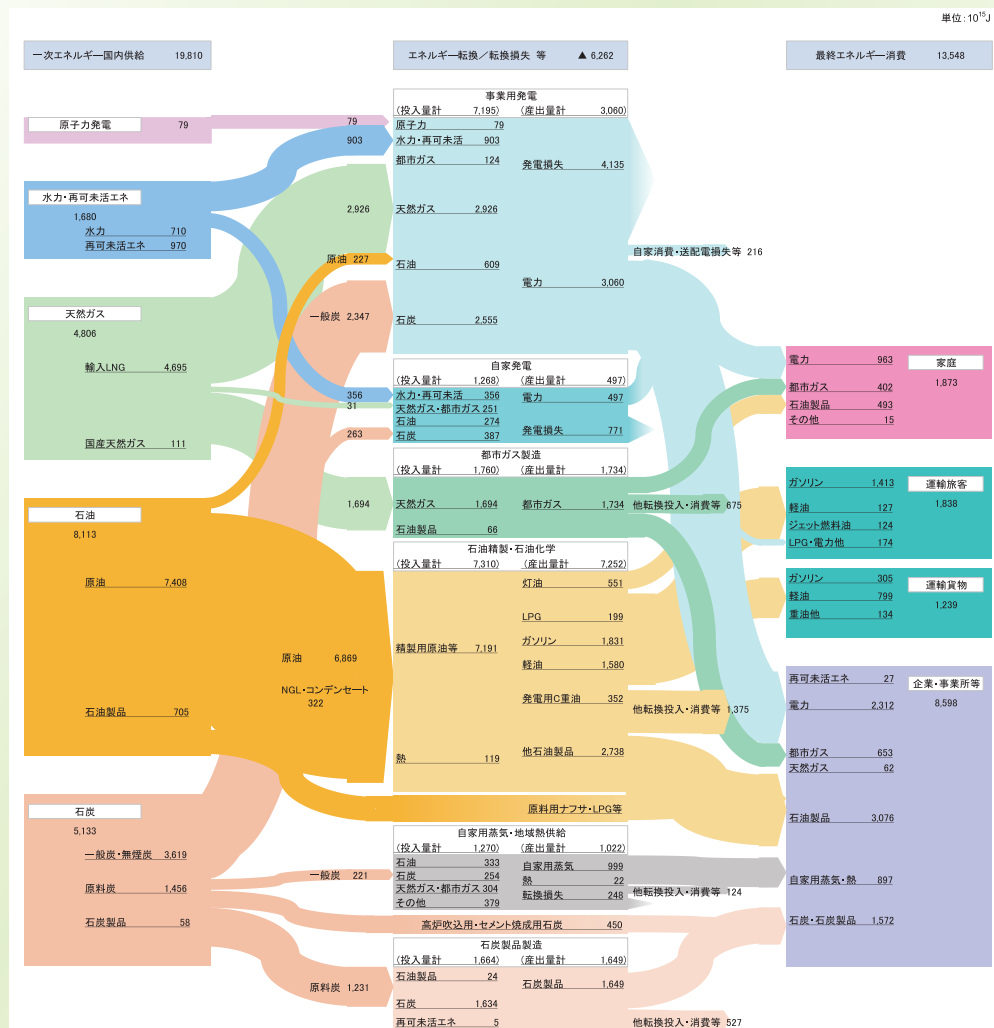 単位:10¹⁵J
一次エネルギー国内供給 19,810
エネルギー転換/転換損失 等 ▲ 6,262
最終エネルギー消費 13,548
原子力発電 79
水力・再可未活エネ
1,680
水力 710
再可未活エネ 970
天然ガス
4,806
輸入LNG 4,695
国産天然ガス 111
石油
8,113
原油 7,408
石油製品 705
石炭
5,133
一般炭・無煙炭 3,619
原料炭 1,456
石炭製品 58
79
903
2,926
原油 227
一般炭 2,347
356
31
263
1,694
原油 6,869
NGL・コンデンセート
322
一般炭 221
原料炭 1,231
事業用発電
(投入量計 7,195) (産出量計 3,060)
原子力 79
水力・再可未活 903
都市ガス 124
発電損失 4,135
天然ガス 2,926
石油 609
電力 3,060
石炭 2,555
自家消費・送配電損失等 216
自家発電
(投入量計 1,268) (産出量計 497)
水力・再可未活 356
電力 497
天然ガス・都市ガス 251
石油 274
発電損失 771
石炭 387
都市ガス製造
(投入量計 1,760) (産出量計 1,734)
天然ガス 1,694
都市ガス 1,734
他転換投入・消費等 675
石油製品 66
石油精製・石油化学
(投入量計 7,310) (産出量計 7,252)
灯油 551
LPG 199
ガソリン 1,831
精製用原油等 7,191
軽油 1,580
発電用C重油 352
他転換投入・消費等 1,375
他石油製品 2,738
熱 119
原料用ナフサ・LPG等
自家用蒸気・地域熱供給
(投入量計 1,270) (産出量計 1,022)
石油 333
自家用蒸気 999
石炭 254
熱 22
天然ガス・都市ガス 304
転換損失 248
他転換投入・消費等 124
その他 379
高炉吹込用・セメント焼成用石炭 450
石炭製品製造
(投入量計 1,664) (産出量計 1,649)
石油製品 24
石炭製品 1,649
石炭 1,634
再可未活エネ 5
他転換投入・消費等 527
電力 963
家庭
都市ガス 402
1,873
石油製品 493
その他 15
ガソリン 1,413
運輸旅客
軽油 127
1,838
ジェット燃料油 124
LPG・電力他 174
ガソリン 305
運輸貨物
軽油 799
1,239
重油他 134
再可未活エネ 27
企業・事業所等
電力 2,312
8,598
都市ガス 653
天然ガス 62
石油製品 3,076
自家用蒸気・熱 897
石炭・石炭製品 1,572